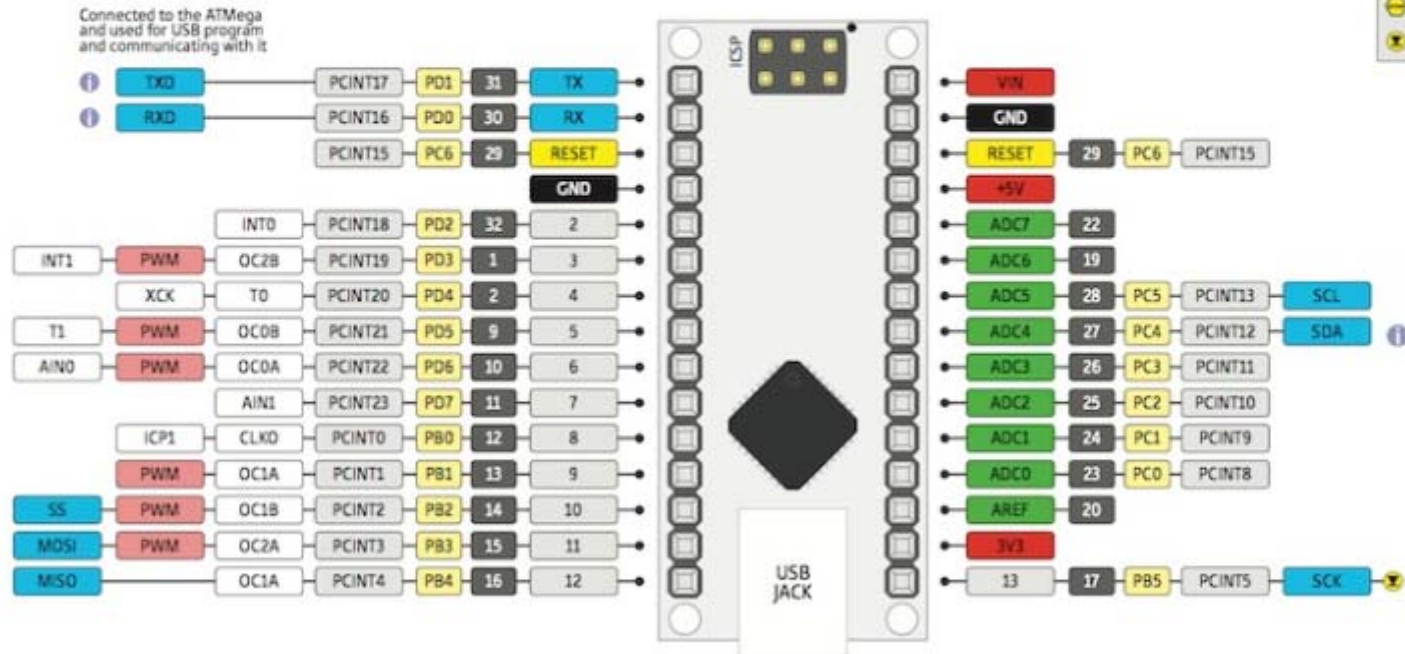 Connected to the ATMega
and used for USB program
and communicating with it
ICSP
TXD PCINT17 PD1 31 TX
VIN
RXD PCINT16 PD0 30 RX
GND
PCINT15 PC6 29 RESET
RESET 29 PC6 PCINT15
GND
+5V
INT0 PCINT18 PD2 32 2
ADC7 22
INT1 PWM OC2B PCINT19 PD3 1 3
ADC6 19
XCK T0 PCINT20 PD4 2 4
ADC5 28 PC5 PCINT13 SCL
T1 PWM OC0B PCINT21 PD5 9 5
ADC4 27 PC4 PCINT12 SDA
AIN0 PWM OC0A PCINT22 PD6 10 6
ADC3 26 PC3 PCINT11
AIN1 PCINT23 PD7 11 7
ADC2 25 PC2 PCINT10
ICP1 CLKO PCINT0 PB0 12 8
ADC1 24 PC1 PCINT9
PWM OC1A PCINT1 PB1 13 9
ADC0 23 PC0 PCINT8
SS PWM OC1B PCINT2 PB2 14 10
AREF 20
MOSI PWM OC2A PCINT3 PB3 15 11
3V3
MISO OC1A PCINT4 PB4 16 12
13 17 PB5 PCINT5 SCK
USB
JACK